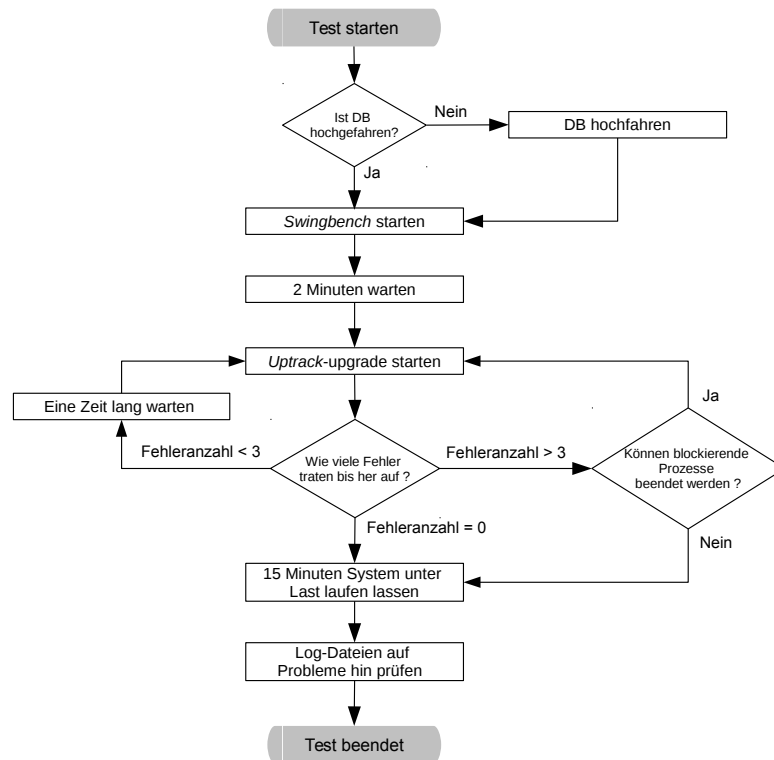 Test starten
Ist DB
hochgefahren?
Nein
DB hochfahren
Ja
Swingbench starten
2 Minuten warten
Uptrack-upgrade starten
Eine Zeit lang warten
Ja
Fehleranzahl < 3
Wie viele Fehler
traten bis her auf ?
Fehleranzahl > 3
Können blockierende
Prozesse
beendet werden ?
Fehleranzahl = 0
Nein
15 Minuten System unter
Last laufen lassen
Log-Dateien auf
Probleme hin prüfen
Test beendet